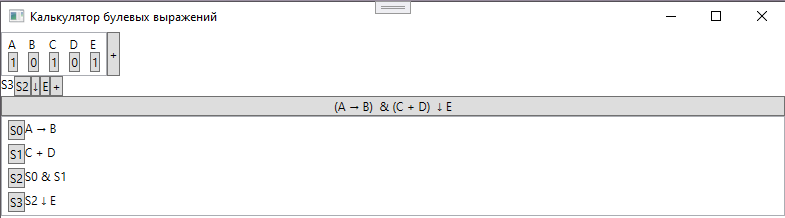 Калькулятор булевых выражений
A B C D E
1 0 1 0 1 +
S3 S2 ↓ E +
(A → B) & (C + D) ↓ E
S0 A → B
S1 C + D
S2 S0 & S1
S3 S2 ↓ E